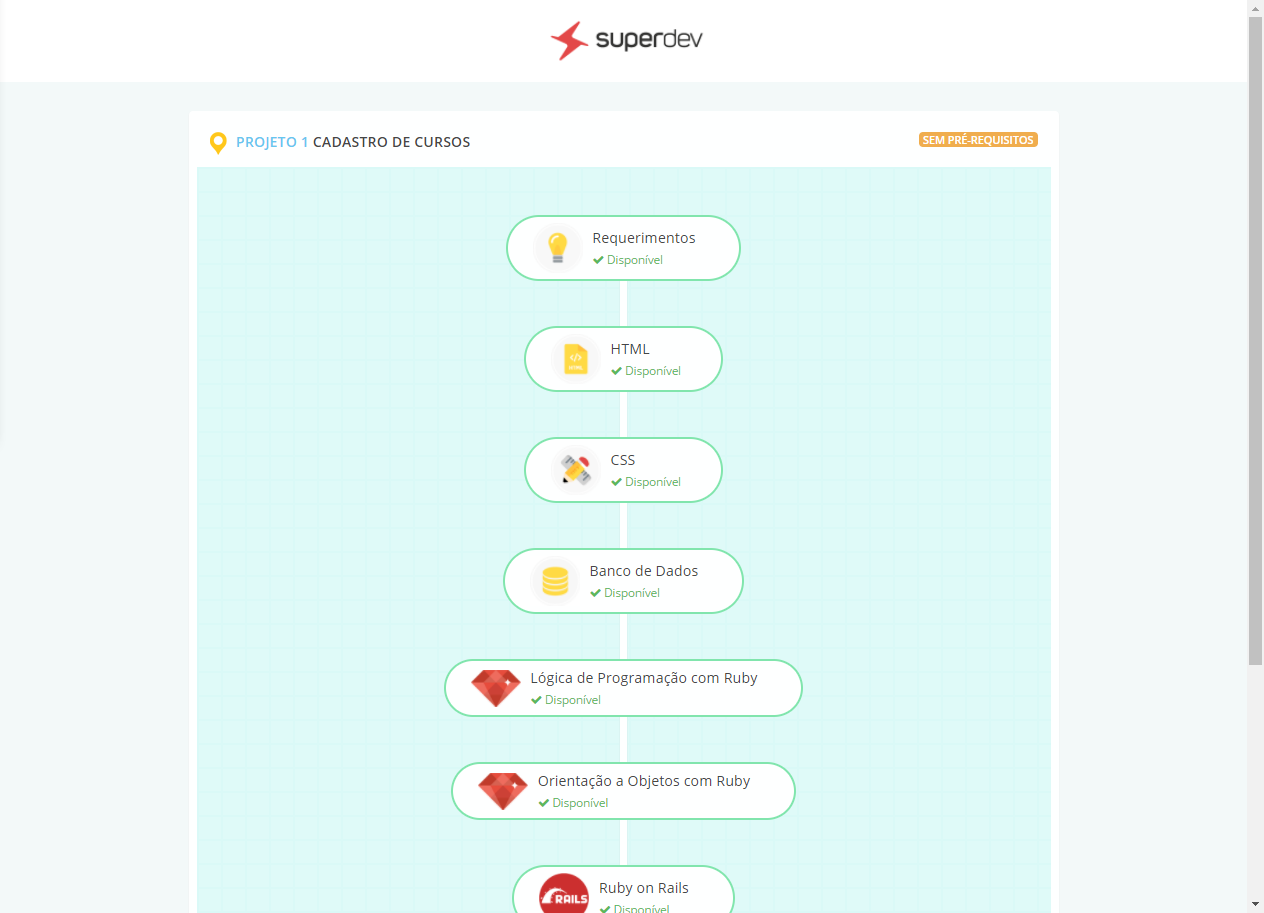 superdev
PROJETO 1 CADASTRO DE CURSOS
SEM PRÉ-REQUISITOS
Requerimentos
Disponível
HTML
Disponível
CSS
Disponível
Banco de Dados
Disponível
Lógica de Programação com Ruby
Disponível
Orientação a Objetos com Ruby
Disponível
RAILS
Ruby on Rails
Disponível